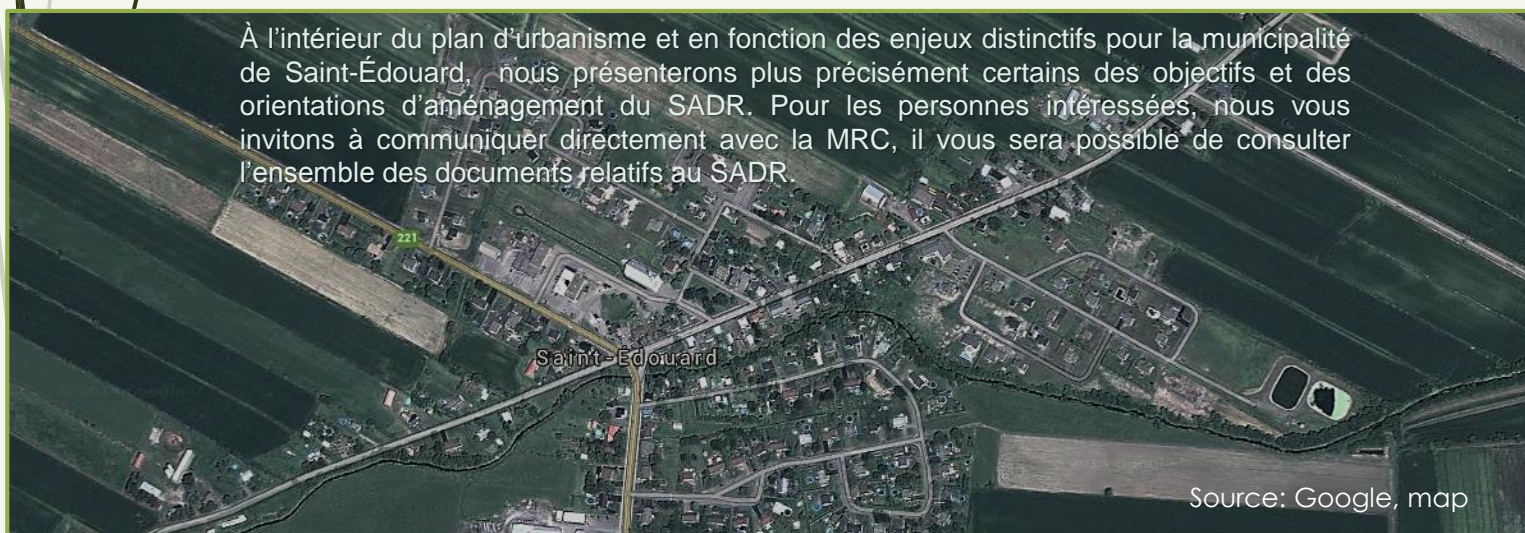 À l’intérieur du plan d’urbanisme et en fonction des enjeux distinctifs pour la municipalité
de Saint-Édouard, nous présenterons plus précisément certains des objectifs et des
orientations d’aménagement du SADR. Pour les personnes intéressées, nous vous
invitons à communiquer directement avec la MRC, il vous sera possible de consulter
l’ensemble des documents relatifs au SADR.
221
Saint-Édouard
Source: Google, map